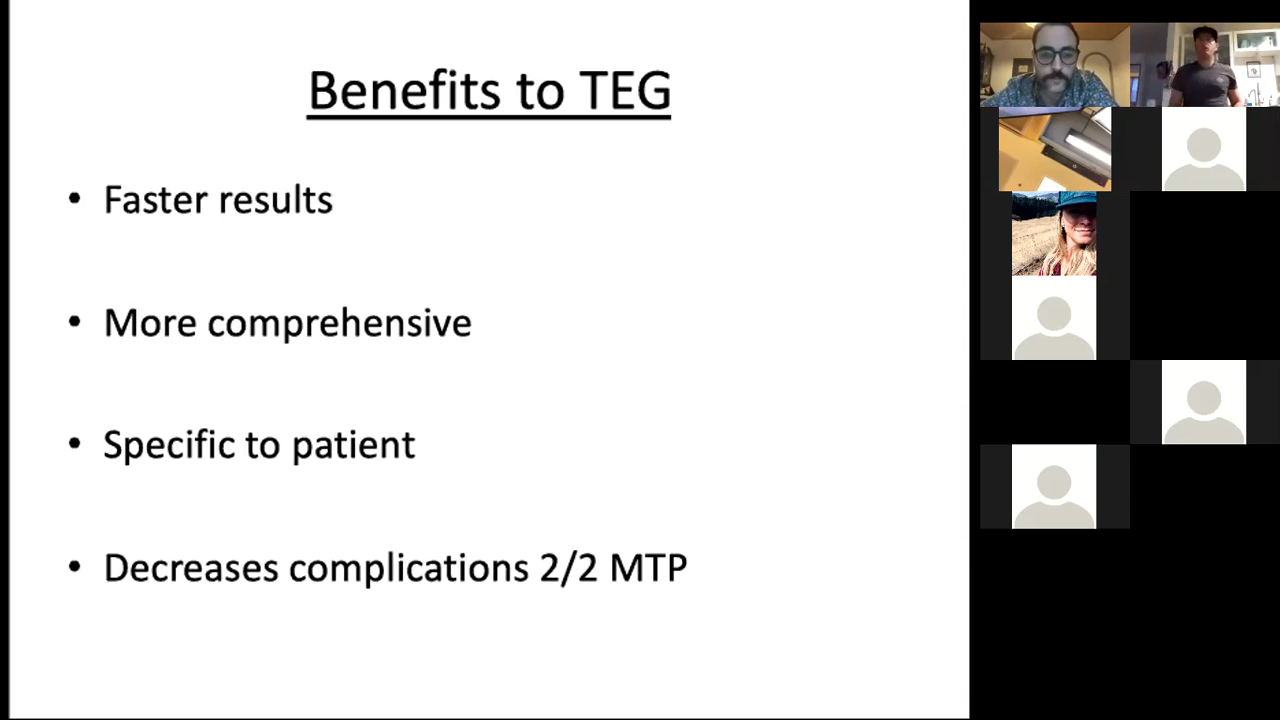 Benefits to TEG
• Faster results
• More comprehensive
• Specific to patient
• Decreases complications 2/2 MTP